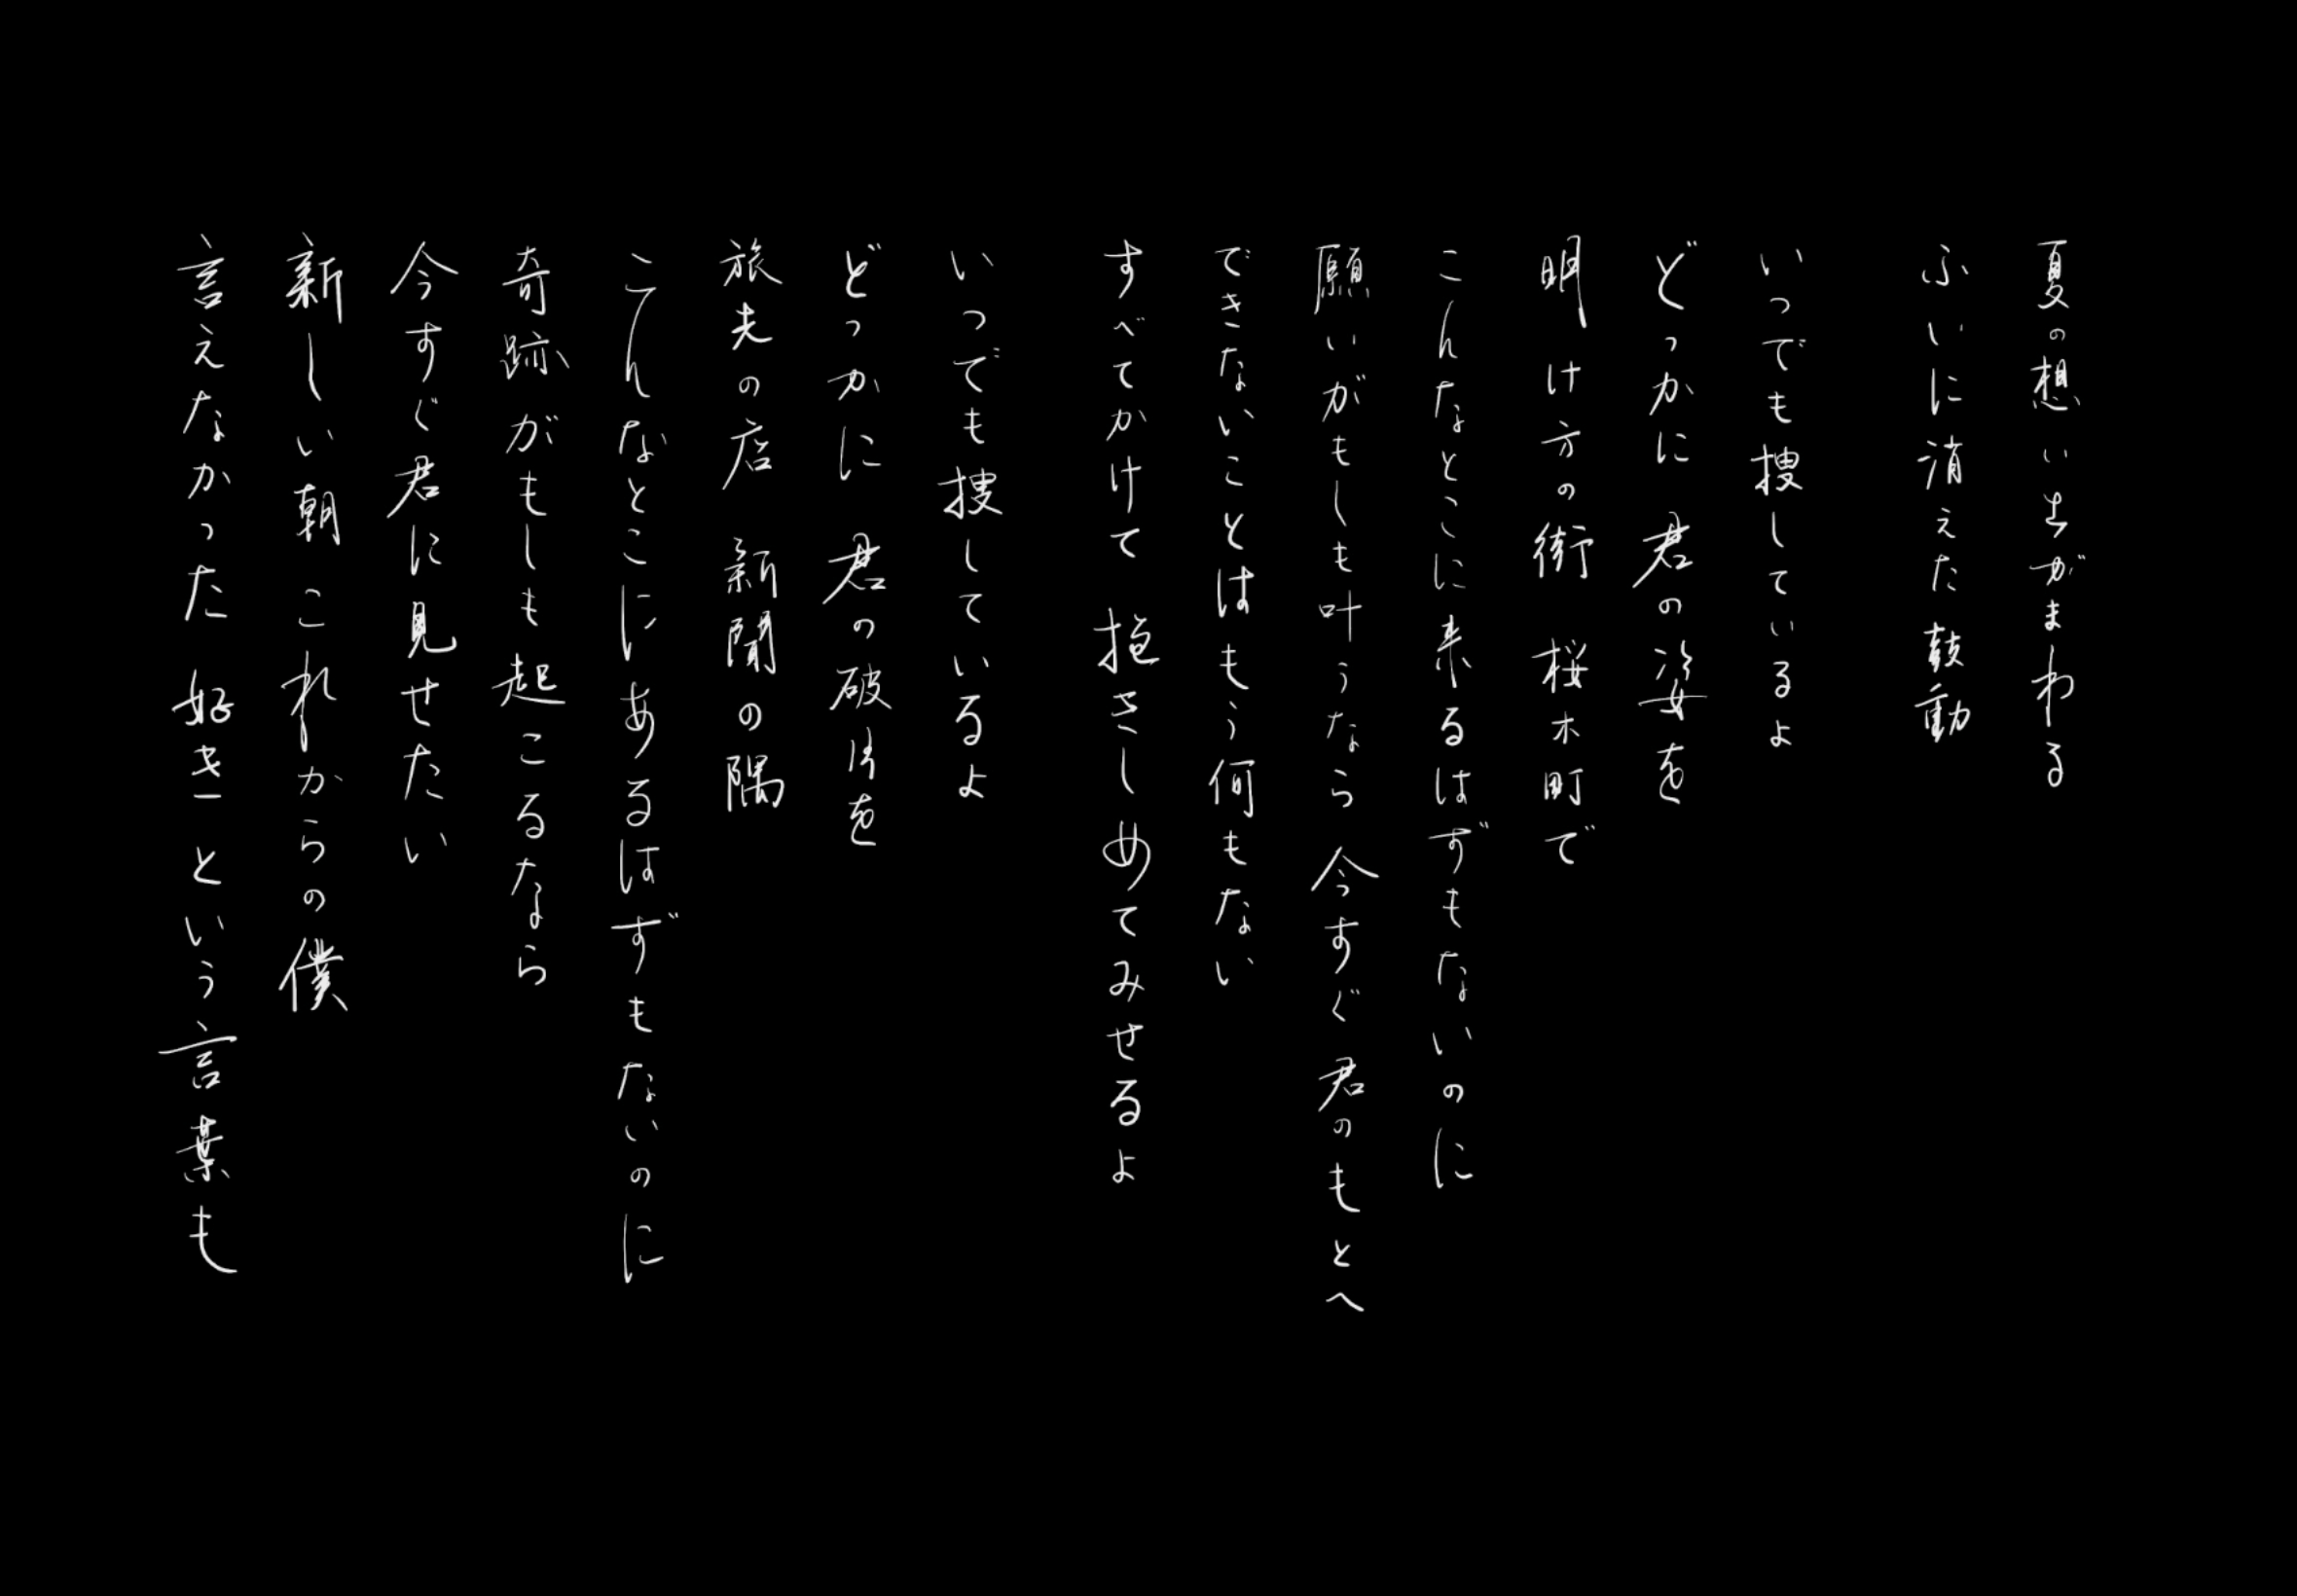 夏の想い出がまわる
ふいに消えた鼓動
いつでも捜しているよ
どっかに 君の姿を
明け方の街 桜木町で
こんなとこに来るはずもないのに
願いがもしも叶うなら 今すぐ 君のもとへ
できないことはもう何もない
すべてかけて 抱きしめてみせるよ
いつでも捜しているよ
どっかに 君の破片を
旅先の店 新聞の隅
こんなとこにあるはずもないのに
奇跡がもしも起こるなら
今すぐ君に見せたい
新しい朝 これからの僕
言えなかった 好きという言葉も